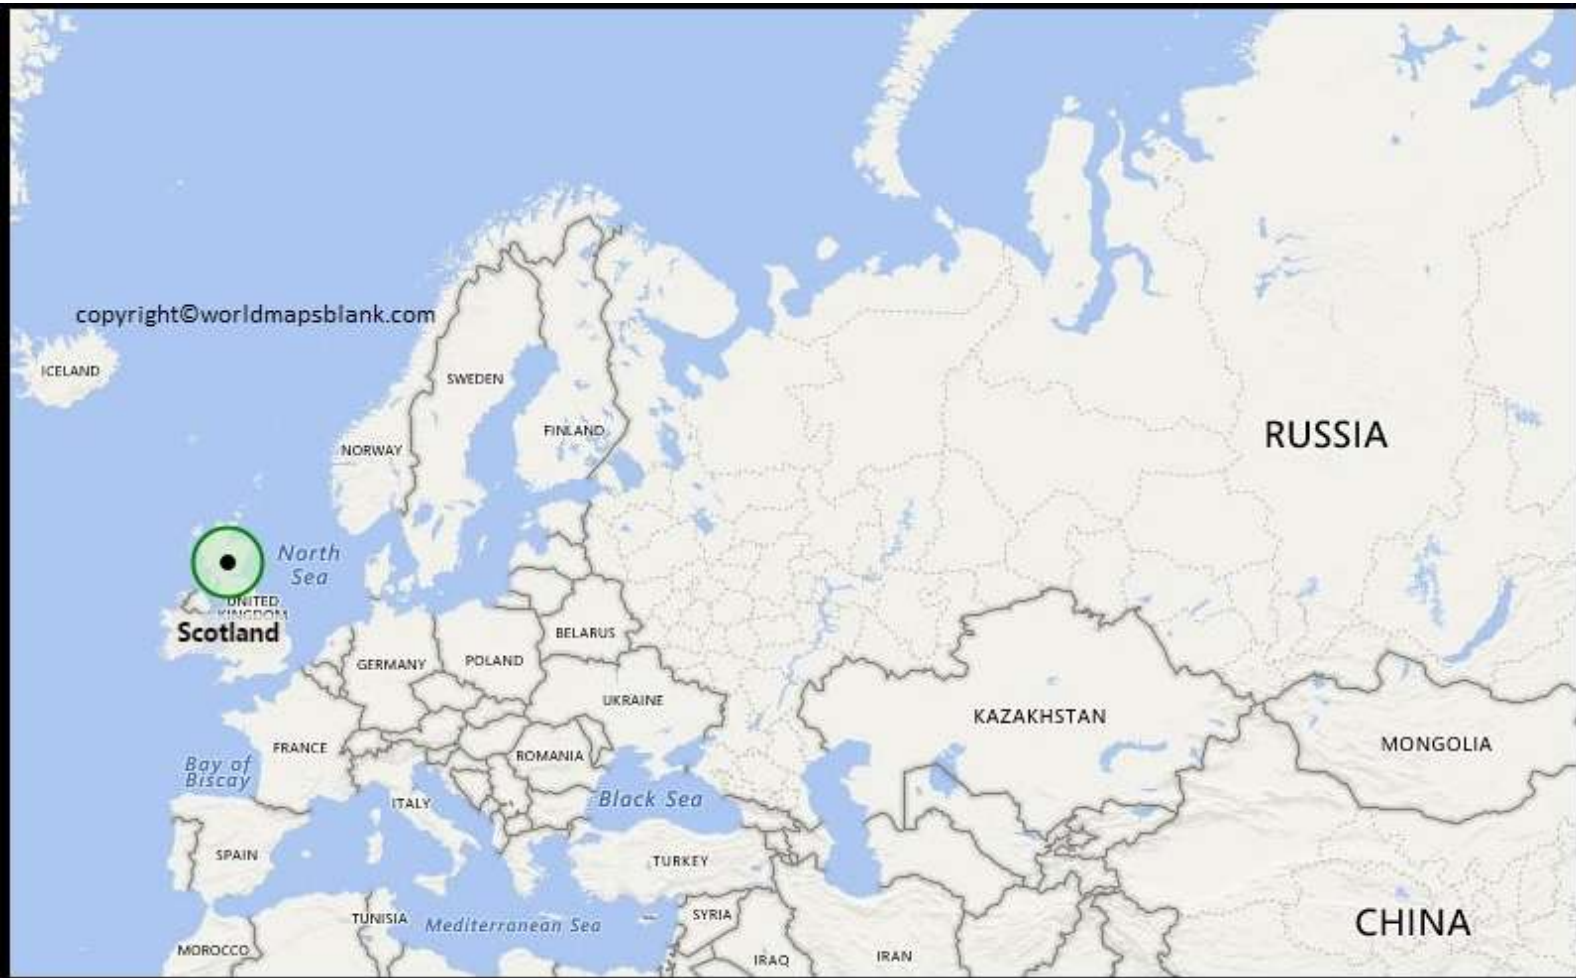 copyright©worldmapsblank.com
ICELAND
SWEDEN
FINLAND
NORWAY
RUSSIA
North
Sea
UNITED
KINGDOM
Scotland
BELARUS
GERMANY
POLAND
UKRAINE
KAZAKHSTAN
FRANCE
MONGOLIA
ROMANIA
Bay of
Biscay
ITALY
Black Sea
SPAIN
TURKEY
TUNISIA
Mediterranean Sea
SYRIA
CHINA
MOROCCO
IRAQ
IRAN